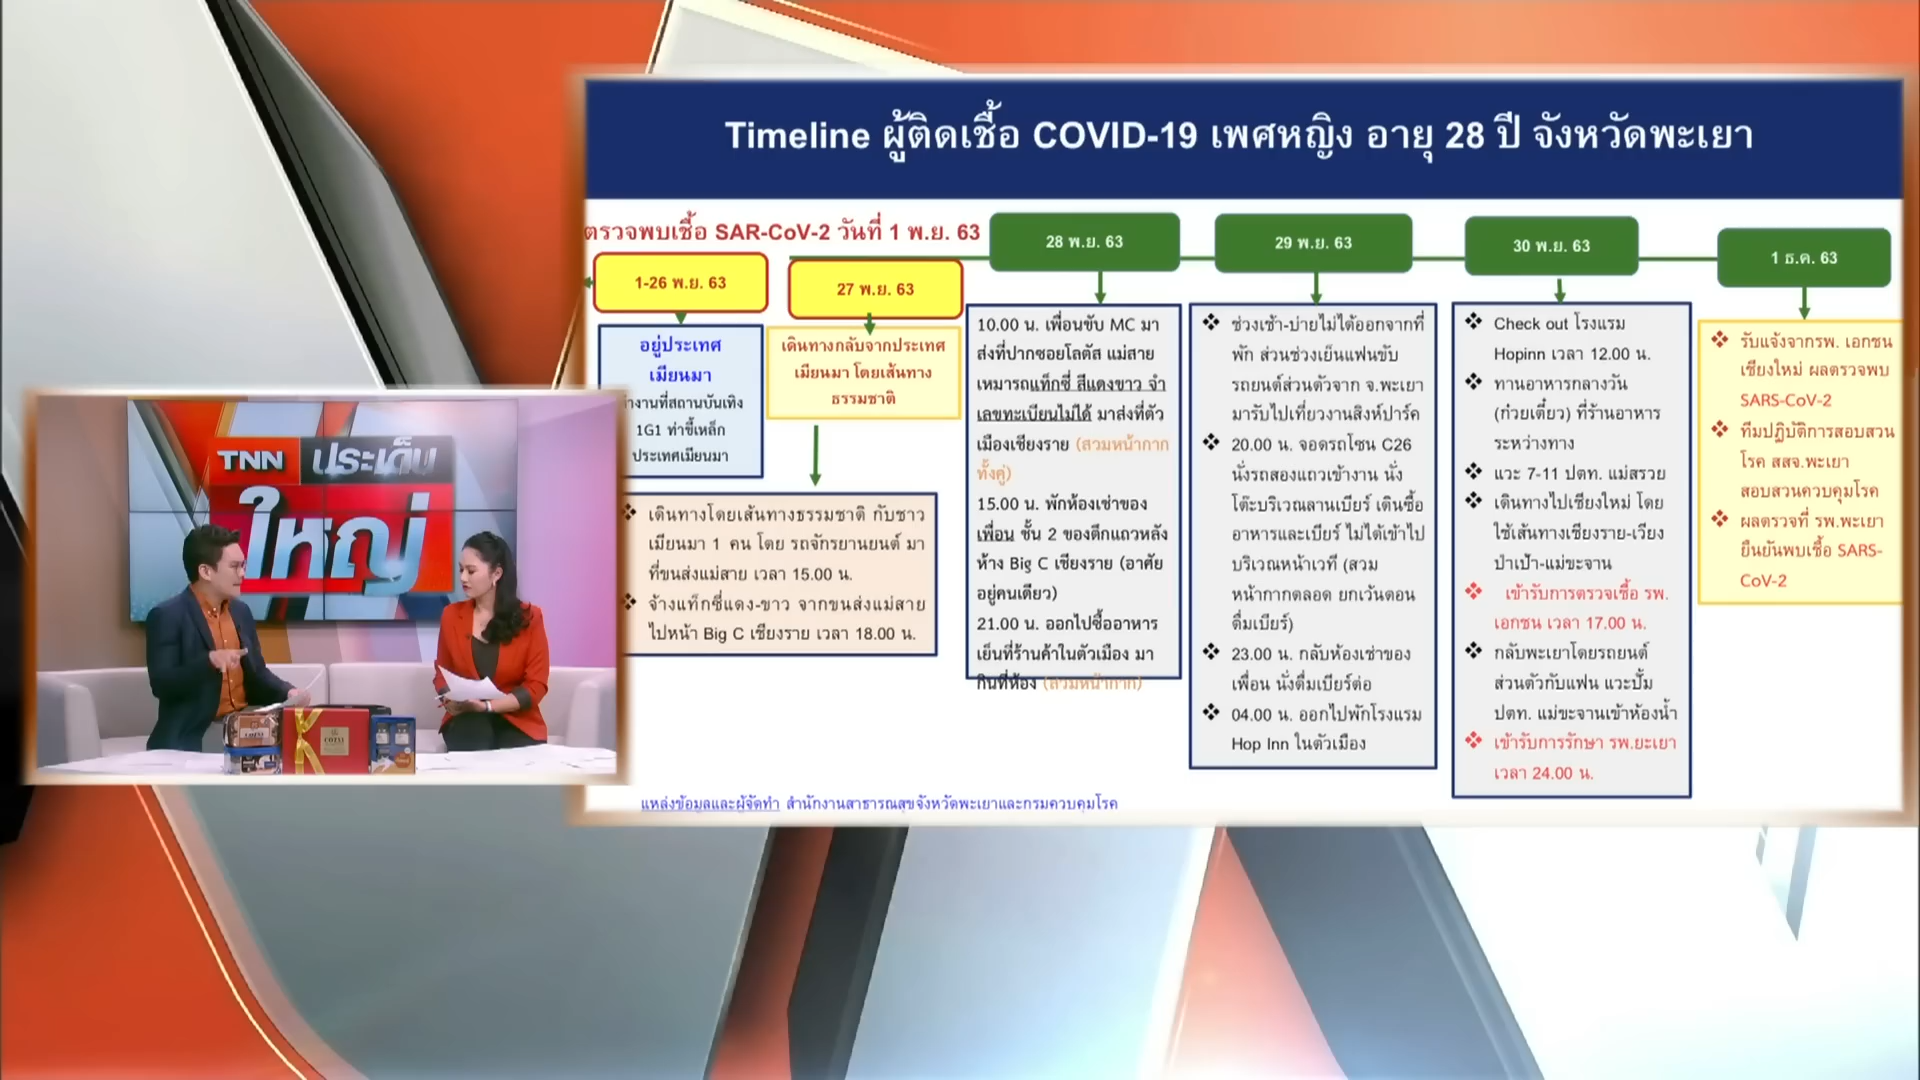 Timeline ผู้ติดเชื้อ COVID-19 เพศหญิง อายุ 28 ปี จังหวัดพะเยา
ตรวจพบเชื้อ SAR-CoV-2 วันที่ 1 พ.ย. 63
1-26 พ.ย. 63
อยู่ประเทศ
เมียนมา
ทำงานที่สถานบันเทิง
1G1 ท่าขี้เหล็ก
ประเทศเมียนมา
27 พ.ย. 63
เดินทางกลับจากประเทศ
เมียนมา โดยเส้นทาง
ธรรมชาติ
❖ เดินทางโดยเส้นทางธรรมชาติ กับชาว
เมียนมา 1 คน โดย รถจักรยานยนต์ มา
ที่ขนส่งแม่สาย เวลา 15.00 น.
❖ จ้างแท็กซี่แดง-ขาว จากขนส่งแม่สาย
ไปหน้า Big C เชียงราย เวลา 18.00 น.
28 พ.ย. 63
10.00 น. เพื่อนขับ MC มา
ส่งที่ปากซอยโลตัส แม่สาย
เหมารถแท็กซี่ สีแดงขาว จำ
เลขทะเบียนไม่ได้ มาส่งที่ตัว
เมืองเชียงราย (สวมหน้ากาก
ทั้งคู่)
15.00 น. พักห้องเช่าของ
เพื่อน ชั้น 2 ของตึกแถวหลัง
ห้าง Big C เชียงราย (อาศัย
อยู่คนเดียว)
21.00 น. ออกไปซื้ออาหาร
เย็นที่ร้านค้าในตัวเมือง มา
กินที่ห้อง (สวมหน้ากาก)
29 พ.ย. 63
❖ ช่วงเช้า-บ่ายไม่ได้ออกจากที่
พัก ส่วนช่วงเย็นแฟนขับ
รถยนต์ส่วนตัวจาก จ.พะเยา
มารับไปเที่ยวงานสิงห์ปาร์ค
❖ 20.00 น. จอดรถโซน C26
นั่งรถสองแถวเข้างาน นั่ง
โต๊ะบริเวณลานเบียร์ เดินซื้อ
อาหารและเบียร์ ไม่ได้เข้าไป
บริเวณหน้าเวที (สวม
หน้ากากตลอด ยกเว้นตอน
ดื่มเบียร์)
❖ 23.00 น. กลับห้องเช่าของ
เพื่อน นั่งดื่มเบียร์ต่อ
❖ 04.00 น. ออกไปพักโรงแรม
Hop Inn ในตัวเมือง
30 พ.ย. 63
❖ Check out โรงแรม
Hopinn เวลา 12.00 น.
❖ ทานอาหารกลางวัน
(ก๋วยเตี๋ยว) ที่ร้านอาหาร
ระหว่างทาง
❖ แวะ 7-11 ปตท. แม่สรวย
❖ เดินทางไปเชียงใหม่ โดย
ใช้เส้นทางเชียงราย-เวียง
ป่าเป้า-แม่ขะจาน
❖ เข้ารับการตรวจเชื้อ รพ.
เอกชน เวลา 17.00 น.
❖ กลับพะเยาโดยรถยนต์
ส่วนตัวกับแฟน แวะปั๊ม
ปตท. แม่ขะจานเข้าห้องน้ำ
❖ เข้ารับการรักษา รพ.ยะเยา
เวลา 24.00 น.
1 ธ.ค. 63
❖ รับแจ้งจากรพ. เอกชน
เชียงใหม่ ผลตรวจพบ
SARS-CoV-2
❖ ทีมปฏิบัติการสอบสวน
โรค สสจ.พะเยา
สอบสวนควบคุมโรค
❖ ผลตรวจที่ รพ.พะเยา
ยืนยันพบเชื้อ SARS-
CoV-2
แหล่งข้อมูลและผู้จัดทำ สำนักงานสาธารณสุขจังหวัดพะเยาและกรมควบคุมโรค
TNN ประเด็น
ใหญ่